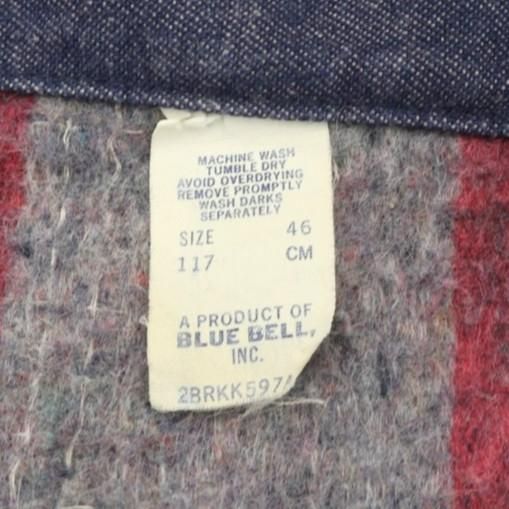 MACHINE WASH
TUMBLE DRY
AVOID OVERDRYING
REMOVE PROMPTLY
WASH DARKS
SEPARATELY
SIZE 46
117 CM
A PRODUCT OF
BLUE BELL,
INC.
2BRKK597